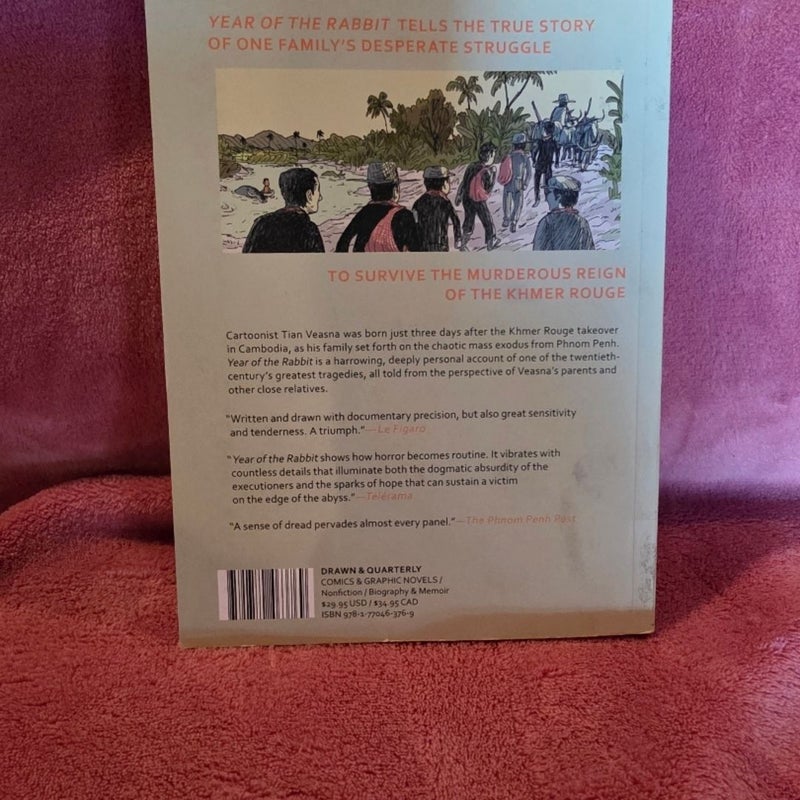 YEAR OF THE RABBIT TELLS THE TRUE STORY
OF ONE FAMILY'S DESPERATE STRUGGLE
TO SURVIVE THE MURDEROUS REIGN
OF THE KHMER ROUGE
Cartoonist Tian Veasna was born just three days after the Khmer Rouge takeover
in Cambodia, as his family set forth on the chaotic mass exodus from Phnom Penh.
Year of the Rabbit is a harrowing, deeply personal account of one of the twentieth-
century's greatest tragedies, all told from the perspective of Veasna's parents and
other close relatives.
"Written and drawn with documentary precision, but also great sensitivity
and tenderness. A triumph."—Le Figaro
"Year of the Rabbit shows how horror becomes routine. It vibrates with
countless details that illuminate both the dogmatic absurdity of the
executioners and the sparks of hope that can sustain a victim
on the edge of the abyss."—Télérama
"A sense of dread pervades almost every panel."—The Phnom Penh Post
DRAWN & QUARTERLY
COMICS & GRAPHIC NOVELS /
Nonfiction / Biography & Memoir
$29.95 USD / $34.95 CAD
ISBN 978-1-77046-376-9